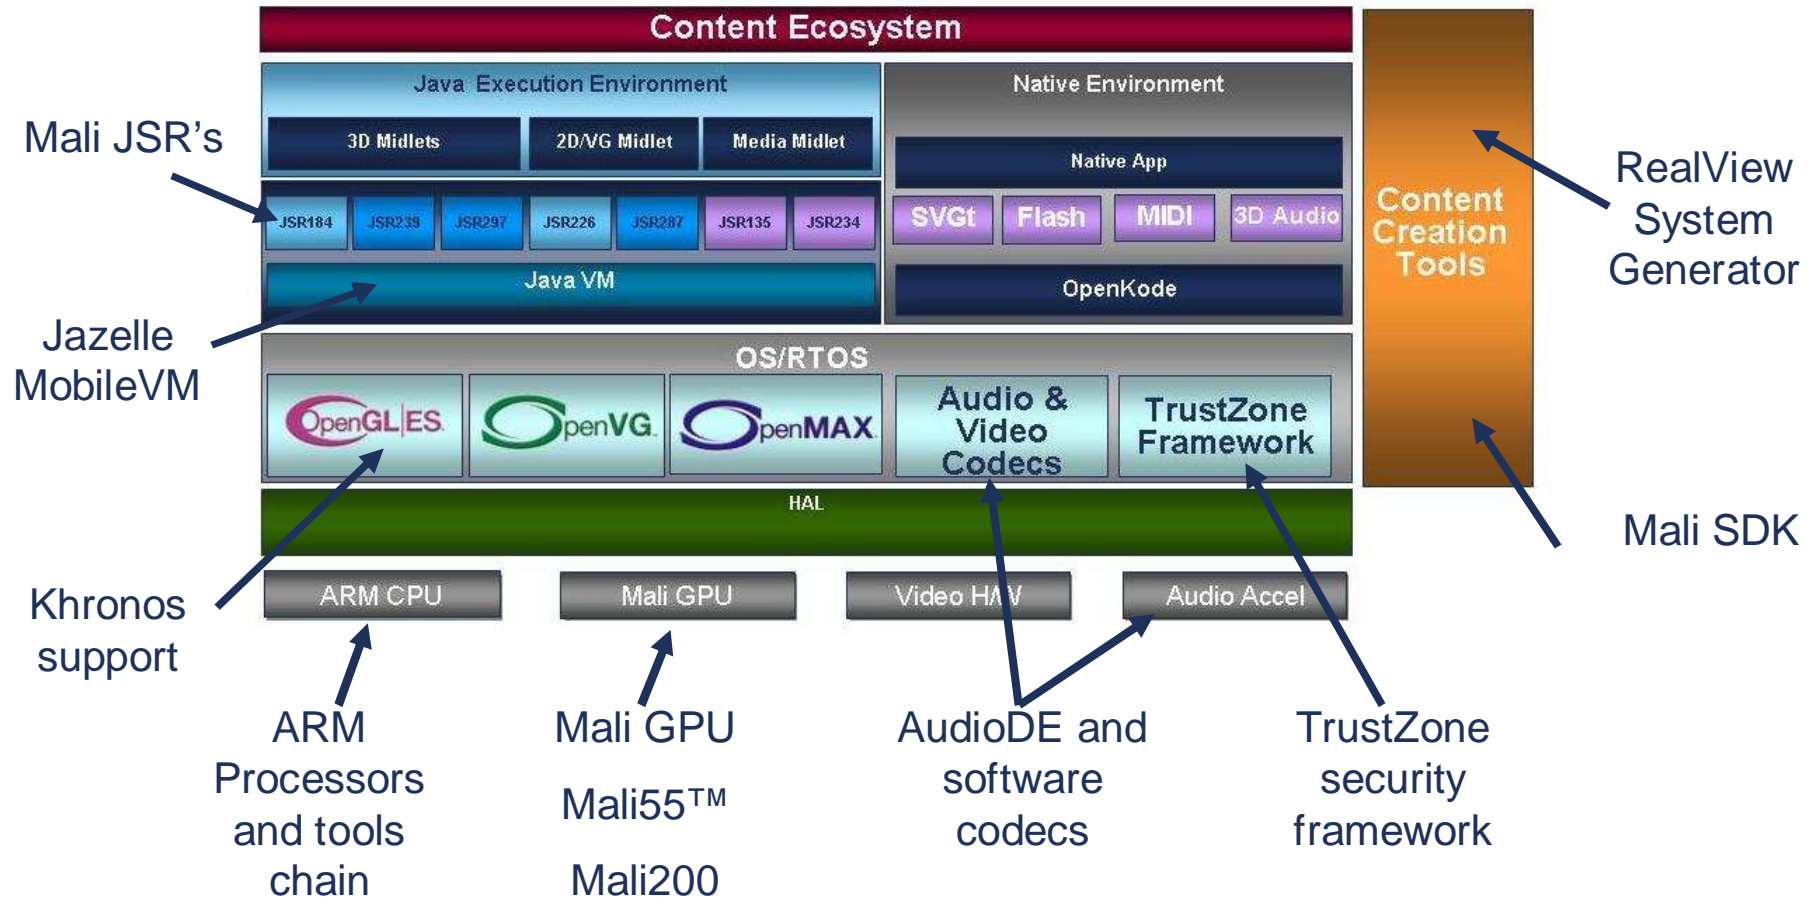 Content Ecosystem
Java Execution Environment
Native Environment
3D Midlets
2D/VG Midlet
Media Midlet
Native App
Mali JSR's
JSR184
JSR239
JSR297
JSR226
JSR287
JSR135
JSR234
SVGt
Flash
MIDI
3D Audio
Java VM
OpenKode
Content
Creation
Tools
RealView
System
Generator
Jazelle
MobileVM
OS/RTOS
OpenGL|ES
OpenVG
OpenMAX
Audio &
Video
Codecs
TrustZone
Framework
HAL
Mali SDK
ARM CPU
Mali GPU
Video H/W
Audio Accel
Khronos
support
ARM
Processors
and tools
chain
Mali GPU
Mali55™
Mali200
AudioDE and
software
codecs
TrustZone
security
framework